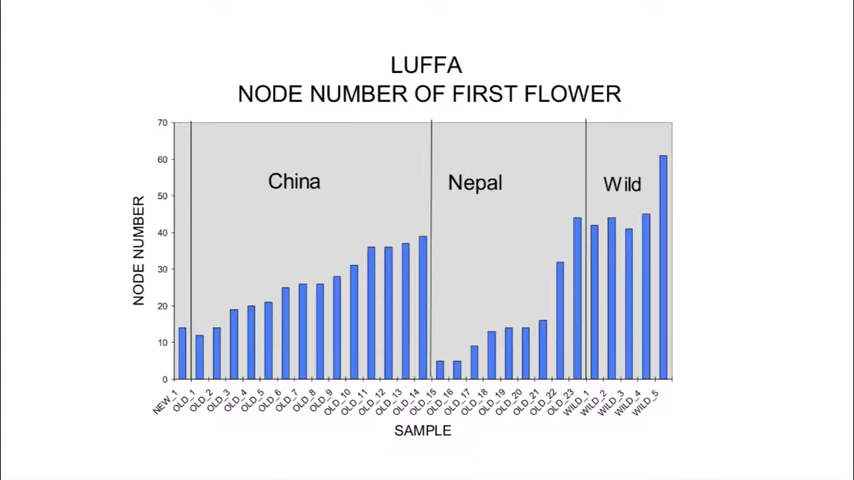 LUFFA
NODE NUMBER OF FIRST FLOWER
70
60
50
40
30
20
10
0
NODE NUMBER
China
Nepal
Wild
NEW_1
OLD_1
OLD_2
OLD_3
OLD_4
OLD_5
OLD_6
OLD_7
OLD_8
OLD_9
OLD_10
OLD_11
OLD_12
OLD_13
OLD_14
OLD_15
OLD_16
OLD_17
OLD_18
OLD_19
OLD_20
OLD_21
OLD_22
OLD_23
WILD_1
WILD_2
WILD_3
WILD_4
WILD_5
SAMPLE